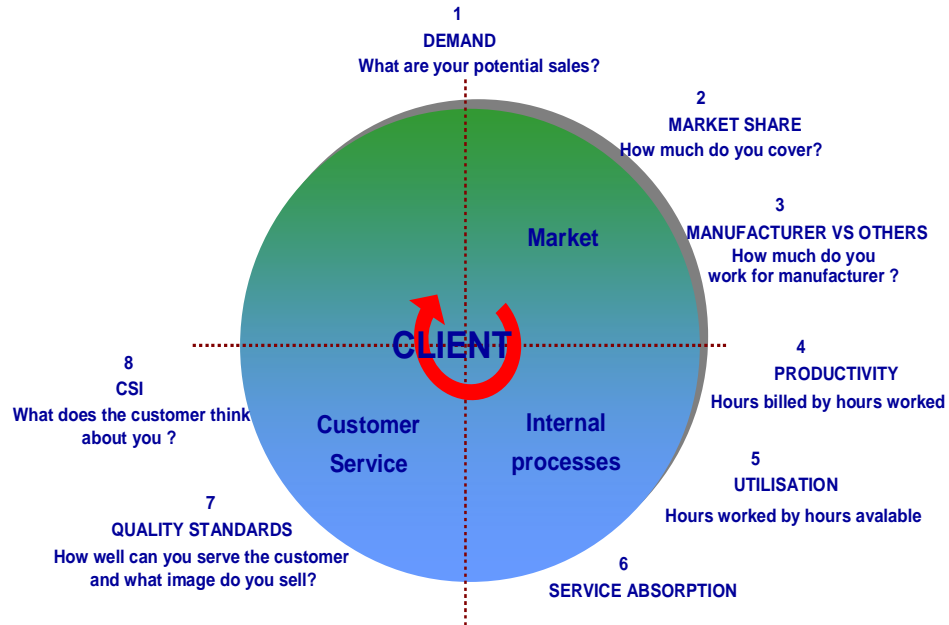 1
DEMAND
What are your potential sales?
2
MARKET SHARE
How much do you cover?
3
MANUFACTURER VS OTHERS
How much do you
work for manufacturer ?
Market
CLIENT
4
PRODUCTIVITY
Hours billed by hours worked
8
CSI
What does the customer think
about you ?
Customer
Service
Internal
processes
5
UTILISATION
Hours worked by hours avalable
7
QUALITY STANDARDS
How well can you serve the customer
and what image do you sell?
6
SERVICE ABSORPTION